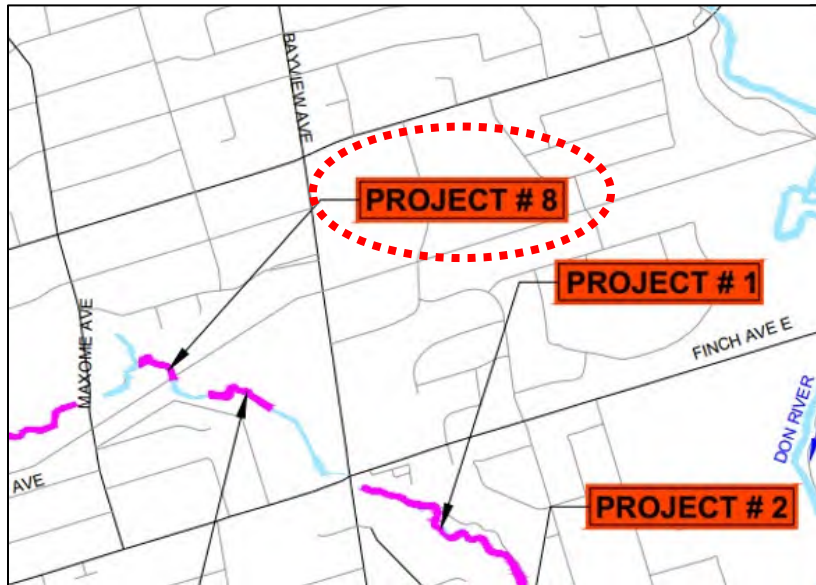 BAYVIEW AVE
PROJECT # 8
PROJECT # 1
MAXOME AVE
FINCH AVE E
DON RIVER
AVE
PROJECT # 2